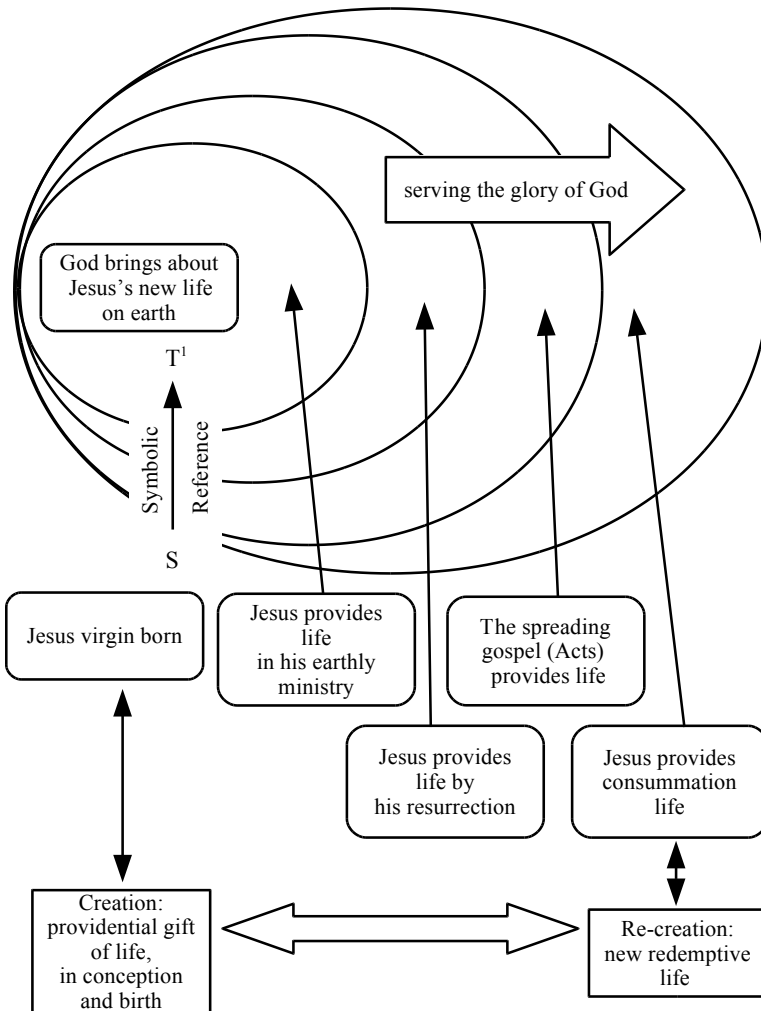 serving the glory of God
God brings about
Jesus’s new life
on earth
T¹
Symbolic
Reference
S
Jesus virgin born
Jesus provides
life
in his earthly
ministry
The spreading
gospel (Acts)
provides life
Jesus provides
life by
his resurrection
Jesus provides
consummation
life
Creation:
providential gift
of life,
in conception
and birth
Re-creation:
new redemptive
life